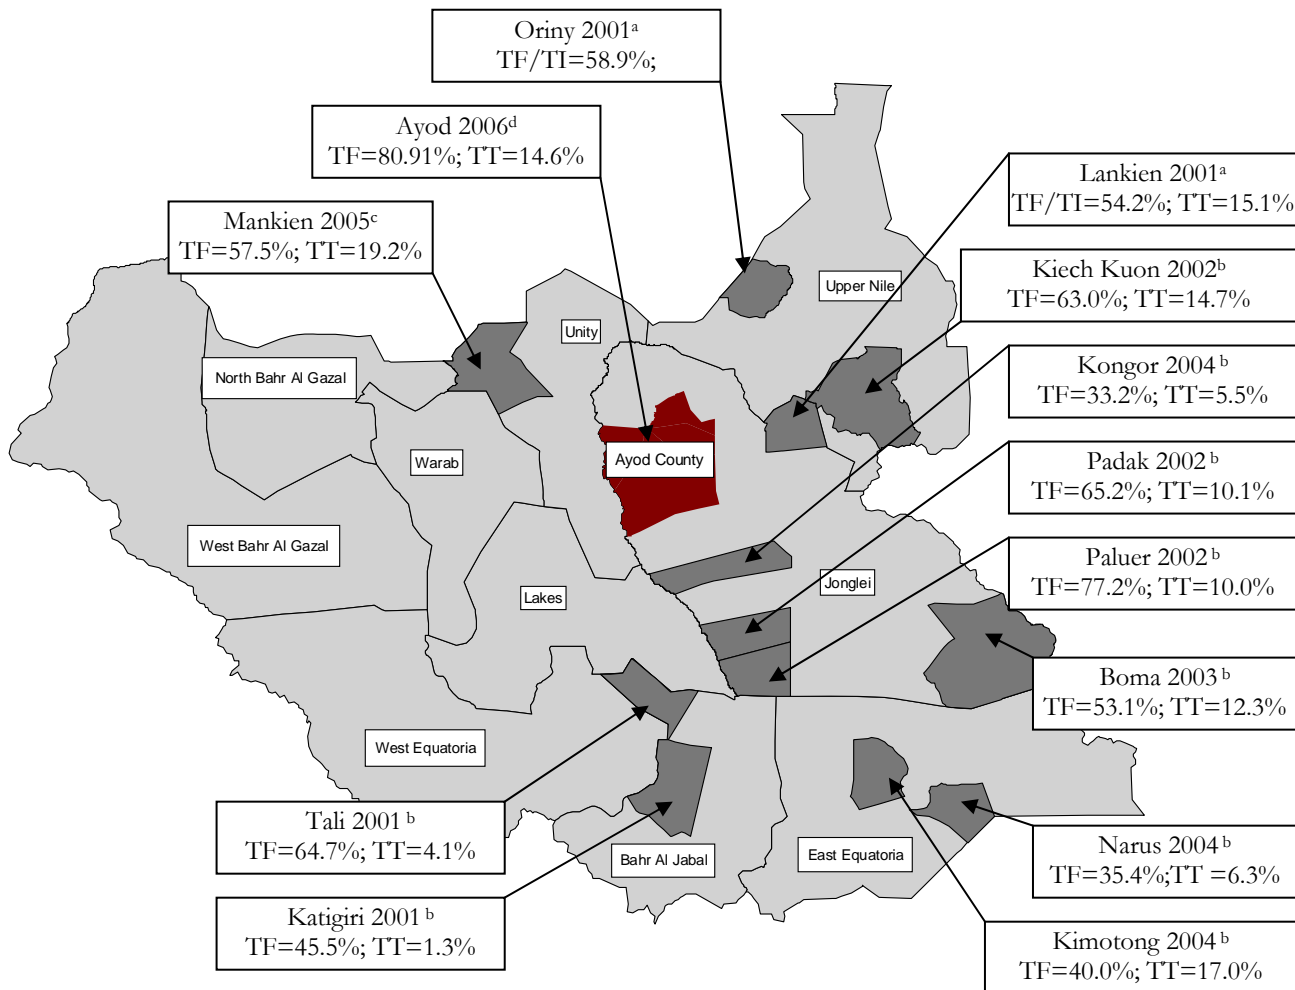 Oriny 2001ᵃ
TF/TI=58.9%;
Ayod 2006ᵈ
TF=80.91%; TT=14.6%
Mankien 2005ᶜ
TF=57.5%; TT=19.2%
Lankien 2001ᵃ
TF/TI=54.2%; TT=15.1%
Kiech Kuon 2002ᵇ
TF=63.0%; TT=14.7%
Kongor 2004 ᵇ
TF=33.2%; TT=5.5%
Padak 2002 ᵇ
TF=65.2%; TT=10.1%
Paluer 2002 ᵇ
TF=77.2%; TT=10.0%
Boma 2003 ᵇ
TF=53.1%; TT=12.3%
Narus 2004 ᵇ
TF=35.4%;TT =6.3%
Kimotong 2004 ᵇ
TF=40.0%; TT=17.0%
Tali 2001 ᵇ
TF=64.7%; TT=4.1%
Katigiri 2001 ᵇ
TF=45.5%; TT=1.3%
Upper Nile
Unity
North Bahr Al Gazal
Warab
Ayod County
West Bahr Al Gazal
Lakes
Jonglei
West Equatoria
Bahr Al Jabal
East Equatoria